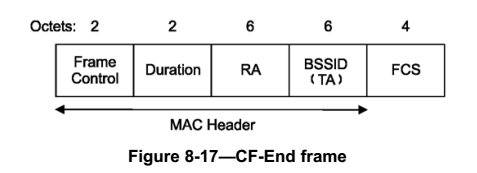 Octets: 2 2 6 6 4
Frame Control Duration RA BSSID (TA) FCS
MAC Header
Figure 8-17—CF-End frame